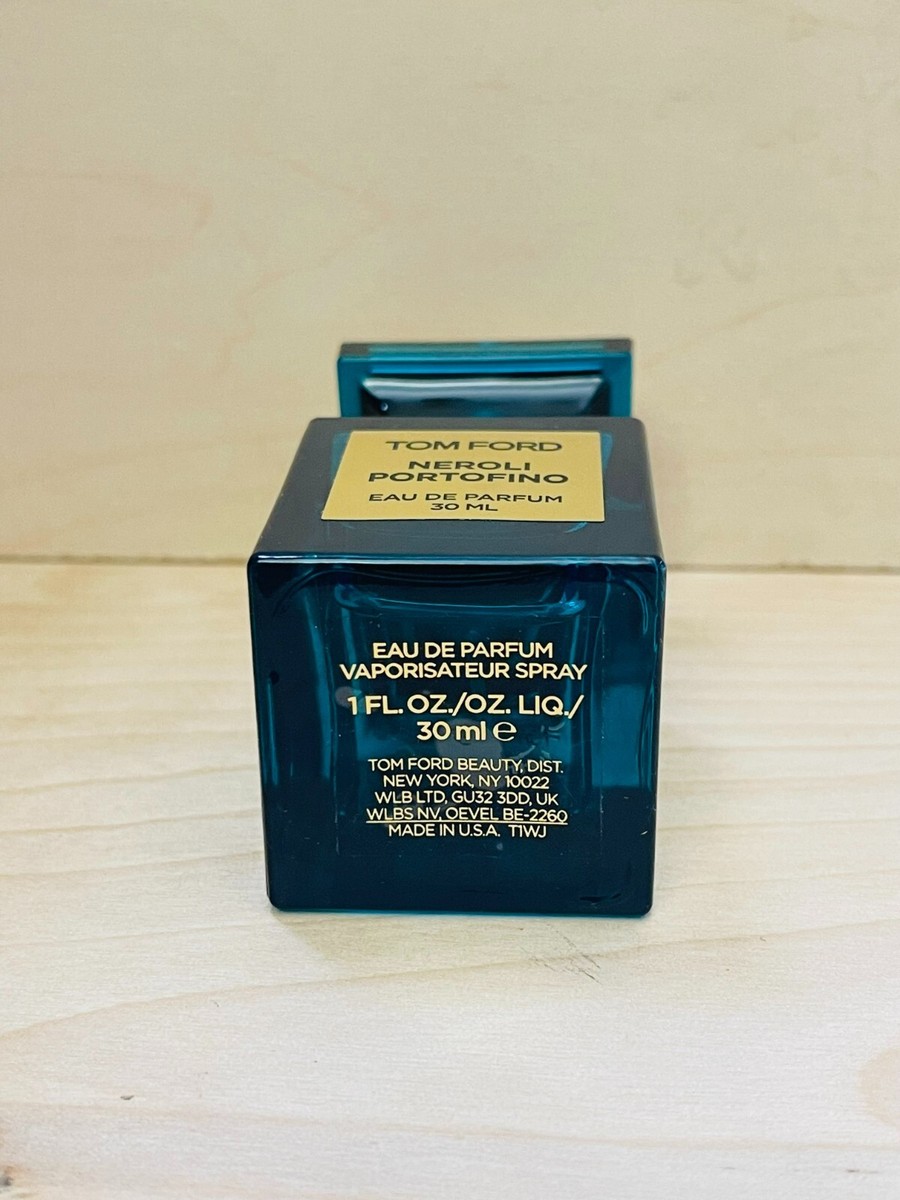 TOM FORD
NEROLI
PORTOFINO
EAU DE PARFUM
30 ML
EAU DE PARFUM
VAPORISATEUR SPRAY
1 FL. OZ./OZ. LIQ./
30 ml ℮
TOM FORD BEAUTY, DIST.
NEW YORK, NY 10022
WLB LTD, GU32 3DD, UK
WLBS NV, OEVEL BE-2260
MADE IN U.S.A. T1WJ